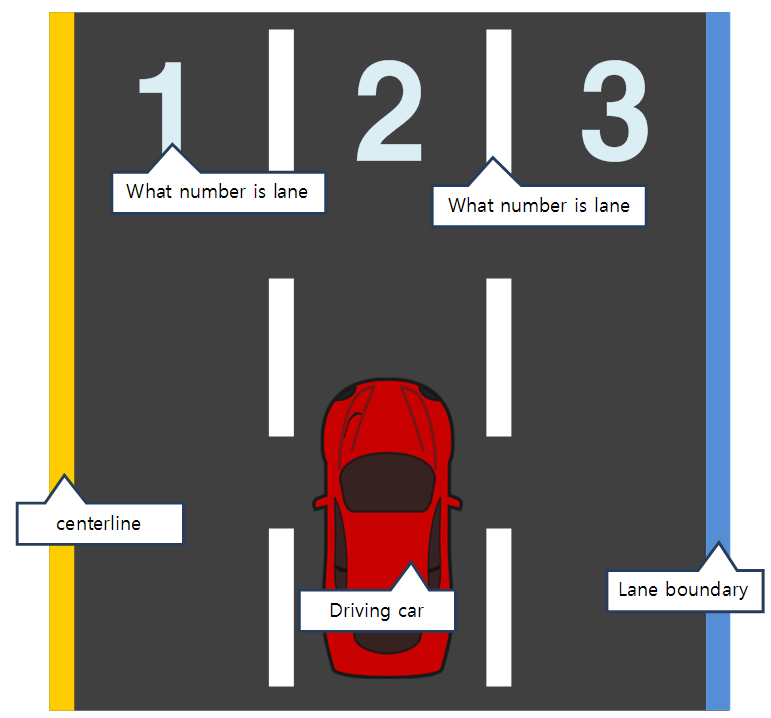 1 2 3
What number is lane
What number is lane
centerline
Lane boundary
Driving car